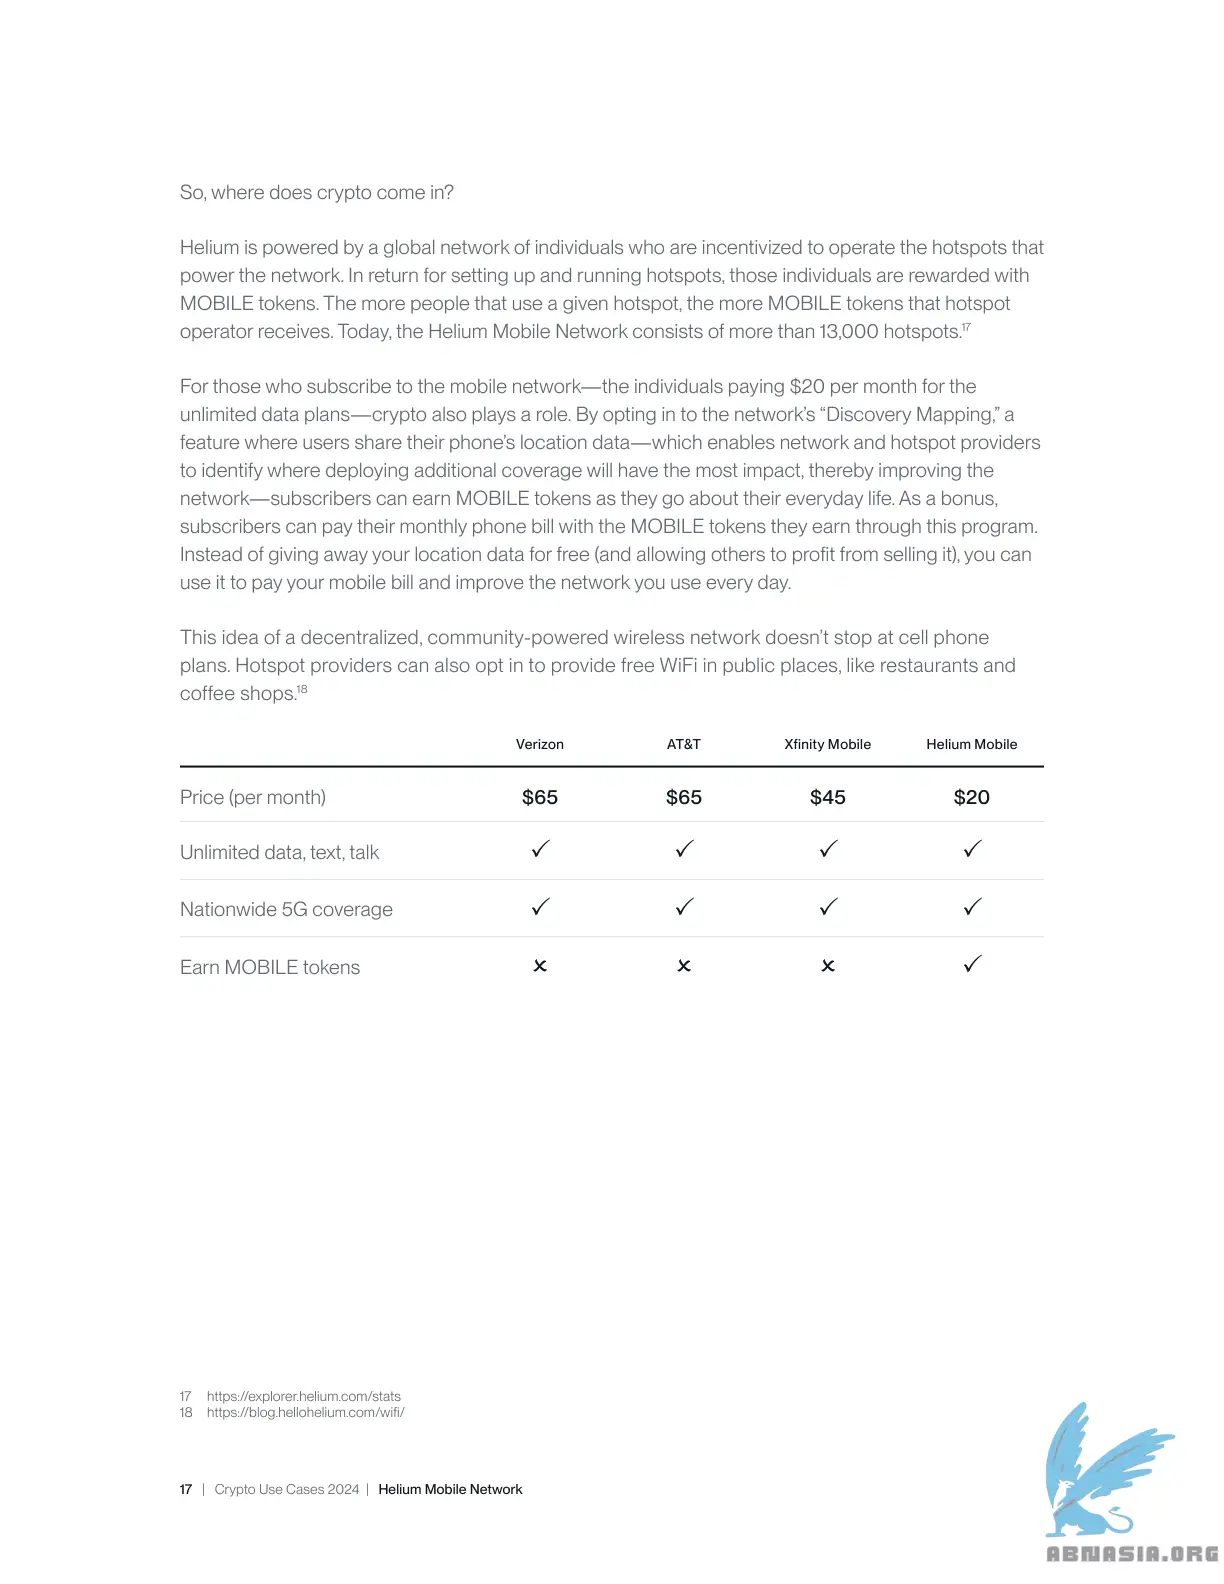 So, where does crypto come in?
Helium is powered by a global network of individuals who are incentivized to operate the hotspots that
power the network. In return for setting up and running hotspots, those individuals are rewarded with
MOBILE tokens. The more people that use a given hotspot, the more MOBILE tokens that hotspot
operator receives. Today, the Helium Mobile Network consists of more than 13,000 hotspots.17
For those who subscribe to the mobile network—the individuals paying $20 per month for the
unlimited data plans—crypto also plays a role. By opting in to the network’s “Discovery Mapping,” a
feature where users share their phone’s location data—which enables network and hotspot providers
to identify where deploying additional coverage will have the most impact, thereby improving the
network—subscribers can earn MOBILE tokens as they go about their everyday life. As a bonus,
subscribers can pay their monthly phone bill with the MOBILE tokens they earn through this program.
Instead of giving away your location data for free (and allowing others to profit from selling it), you can
use it to pay your mobile bill and improve the network you use every day.
This idea of a decentralized, community-powered wireless network doesn’t stop at cell phone
plans. Hotspot providers can also opt in to provide free WiFi in public places, like restaurants and
coffee shops.18
Verizon AT&T Xfinity Mobile Helium Mobile
Price (per month) $65 $65 $45 $20
Unlimited data, text, talk ✓ ✓ ✓ ✓
Nationwide 5G coverage ✓ ✓ ✓ ✓
Earn MOBILE tokens × × × ✓
17 https://explorer.helium.com/stats
18 https://blog.hellohelium.com/wifi/
17 | Crypto Use Cases 2024 | Helium Mobile Network
ABNASIA.ORG